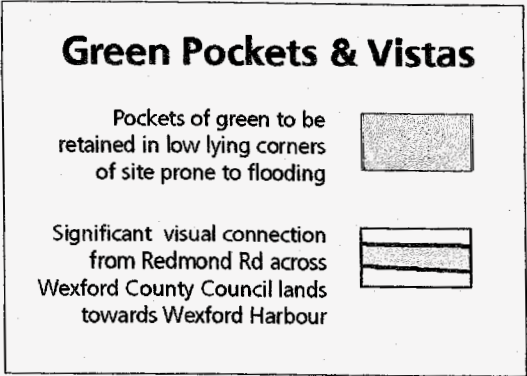 Green Pockets & Vistas
Pockets of green to be
retained in low lying corners
of site prone to flooding
Significant visual connection
from Redmond Rd across
Wexford County Council lands
towards Wexford Harbour